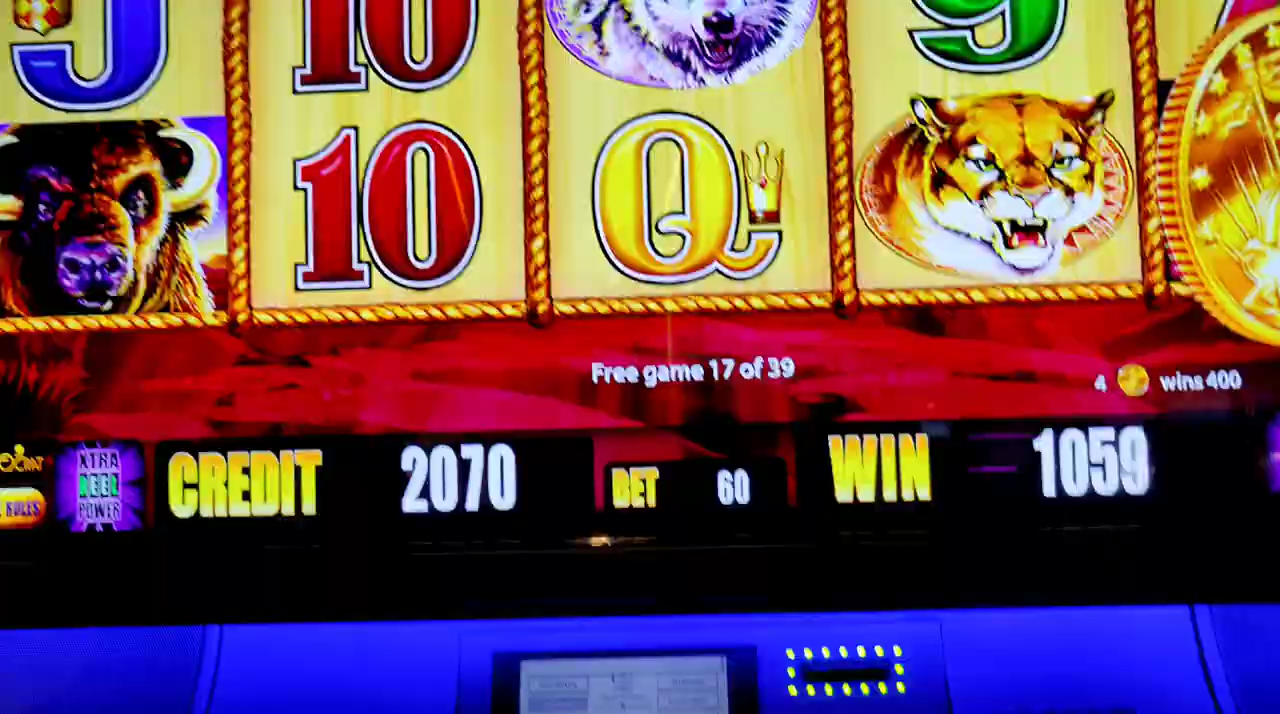 J 10 9
10 Q
Free game 17 of 39
4 wins 400
XTRA REEL POWER
CREDIT 2070 BET 60 WIN 1059